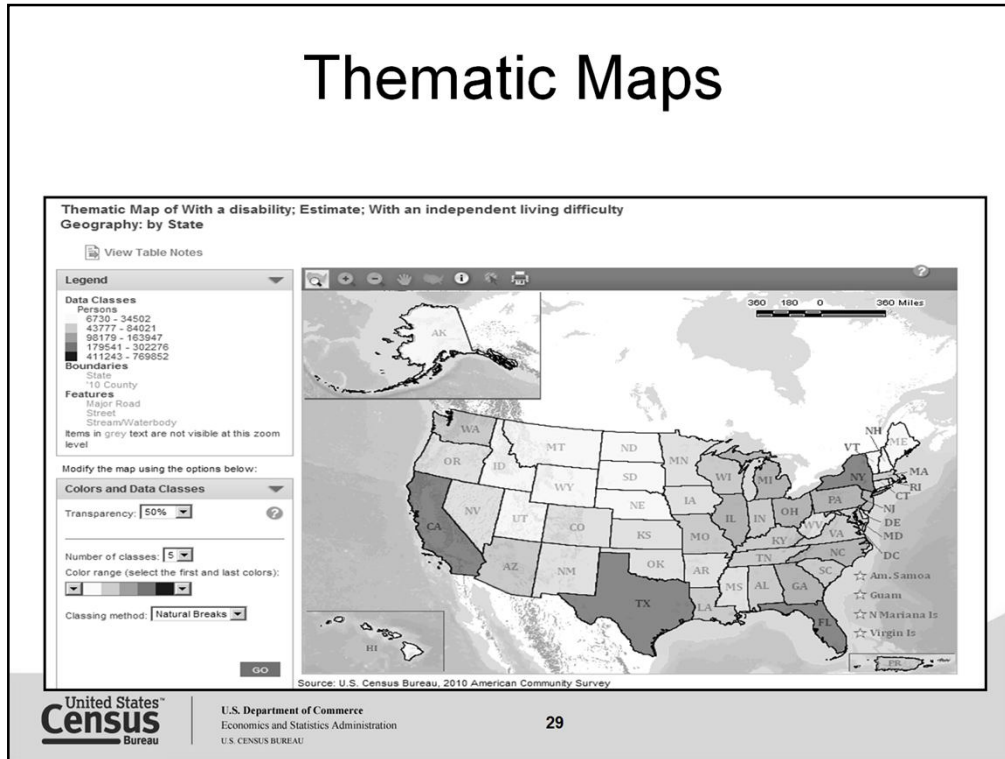 Thematic Maps
Thematic Map of With a disability; Estimate; With an independent living difficulty
Geography: by State
View Table Notes
Legend
Data Classes
Persons
6730 - 34502
43777 - 84021
98179 - 163947
179541 - 302276
411243 - 769852
Boundaries
State
'10 County
Features
Major Road
Street
Stream/Waterbody
Items in grey text are not visible at this zoom
level
Modify the map using the options below:
Colors and Data Classes
Transparency: 50%
?
Number of classes: 5
Color range (select the first and last colors):
Classing method: Natural Breaks
GO
?
360 180 0 360 Miles
AK
WA
OR
ID
MT
ND
MN
WI
MI
NY
VT
NH
ME
MA
RI
CT
NJ
DE
MD
DC
PA
OH
IN
IL
IA
SD
WY
NE
NV
UT
CO
KS
MO
KY
WV
VA
CA
AZ
NM
OK
AR
TN
NC
SC
TX
LA
MS
AL
GA
FL
HI
Am. Samoa
Guam
N Mariana Is
Virgin Is
PR
Source: U.S. Census Bureau, 2010 American Community Survey
United States™
Census
Bureau
U.S. Department of Commerce
Economics and Statistics Administration
U.S. CENSUS BUREAU
29